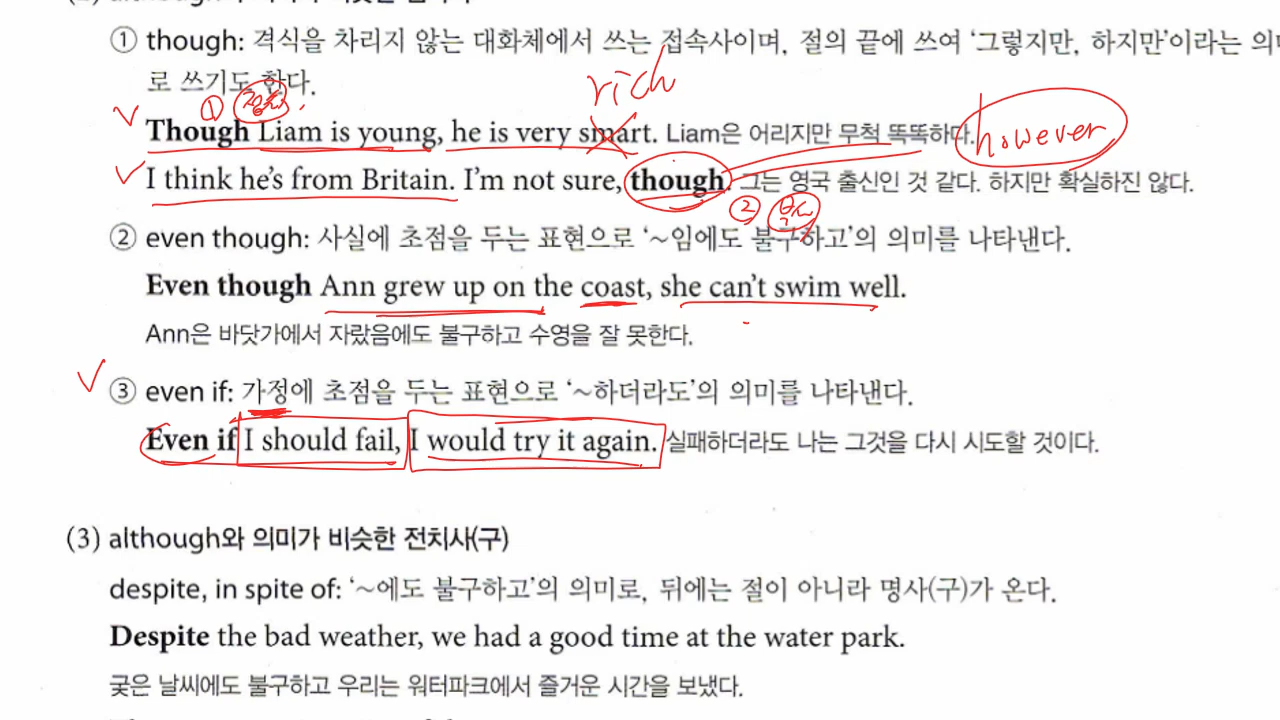 ① though: 격식을 차리지 않는 대화체에서 쓰는 접속사이며, 절의 끝에 쓰여 ‘그렇지만, 하지만’이라는 의미
로 쓰기도 한다.
rich
① 접속사
Though Liam is young, he is very smart. Liam은 어리지만 무척 똑똑하다.
however
I think he’s from Britain. I’m not sure, though. 그는 영국 출신인 것 같다. 하지만 확실하진 않다.
② 부사
② even though: 사실에 초점을 두는 표현으로 ‘~임에도 불구하고’의 의미를 나타낸다.
Even though Ann grew up on the coast, she can’t swim well.
Ann은 바닷가에서 자랐음에도 불구하고 수영을 잘 못한다.
③ even if: 가정에 초점을 두는 표현으로 ‘~하더라도’의 의미를 나타낸다.
Even if I should fail, I would try it again. 실패하더라도 나는 그것을 다시 시도할 것이다.
(3) although와 의미가 비슷한 전치사(구)
despite, in spite of: ‘~에도 불구하고’의 의미로, 뒤에는 절이 아니라 명사(구)가 온다.
Despite the bad weather, we had a good time at the water park.
궂은 날씨에도 불구하고 우리는 워터파크에서 즐거운 시간을 보냈다.